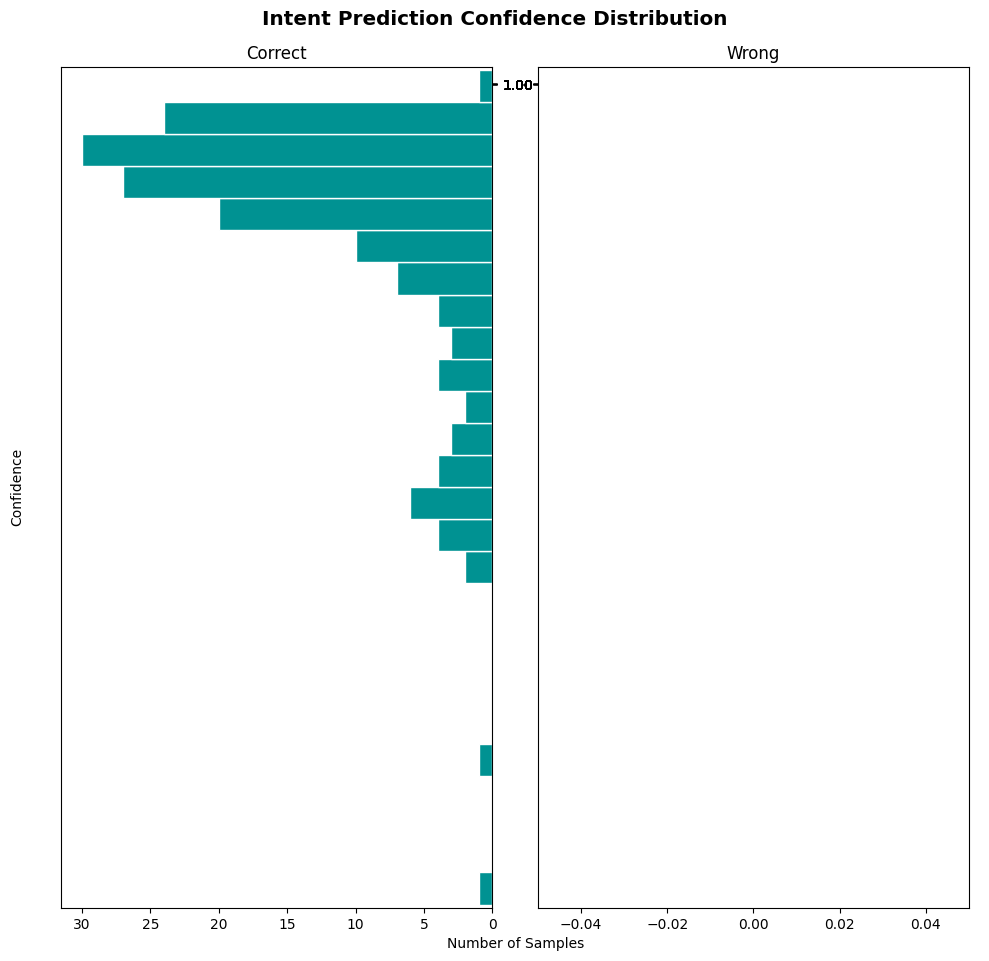 Intent Prediction Confidence Distribution
Correct
Wrong
1.00
Confidence
30 25 20 15 10 5 0
−0.04 −0.02 0.00 0.02 0.04
Number of Samples